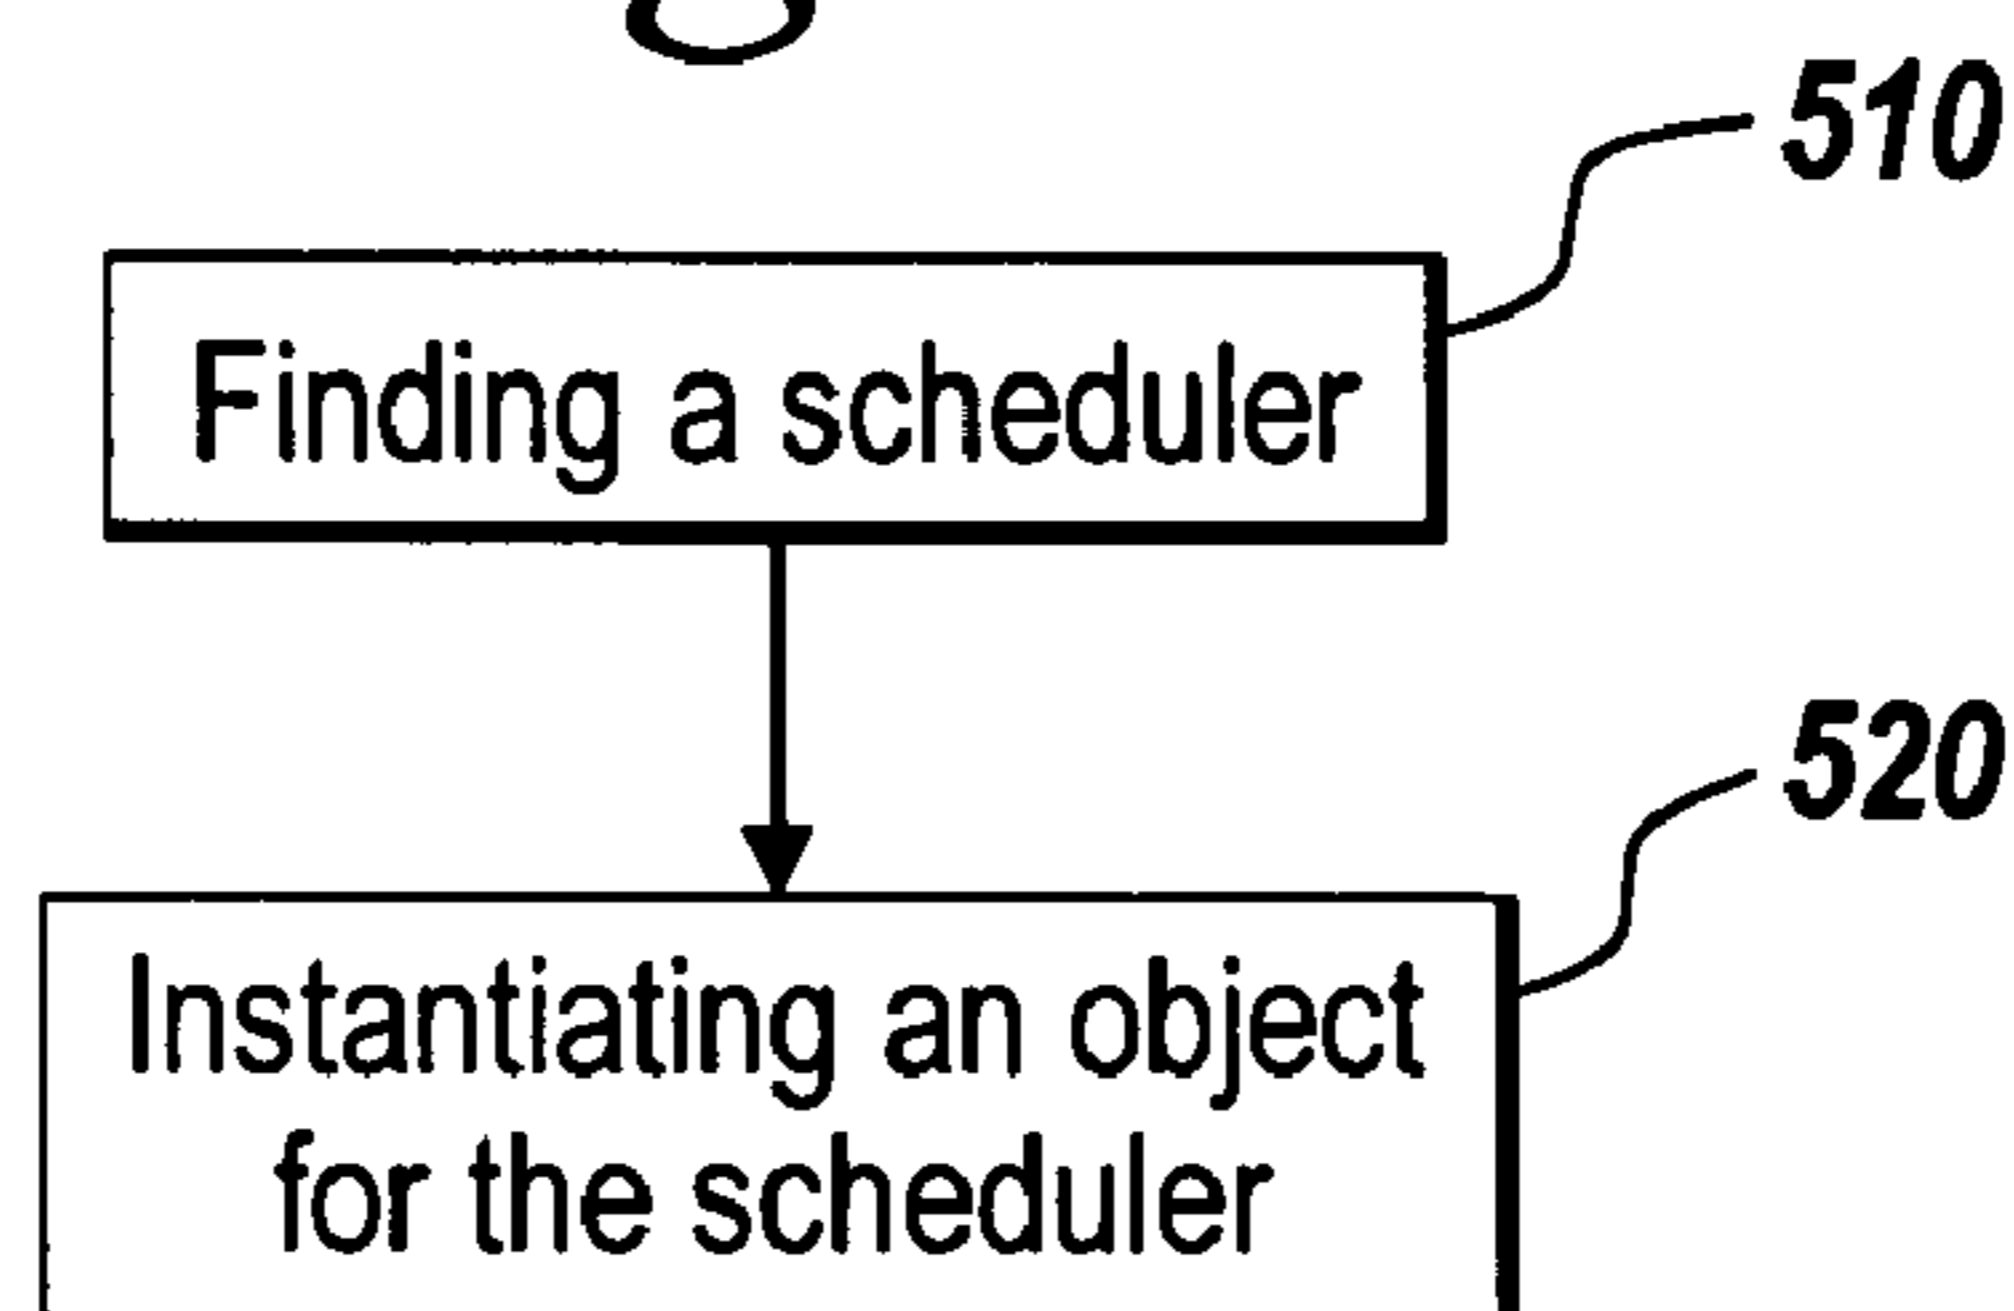 510
Finding a scheduler
520
Instantiating an object
for the scheduler